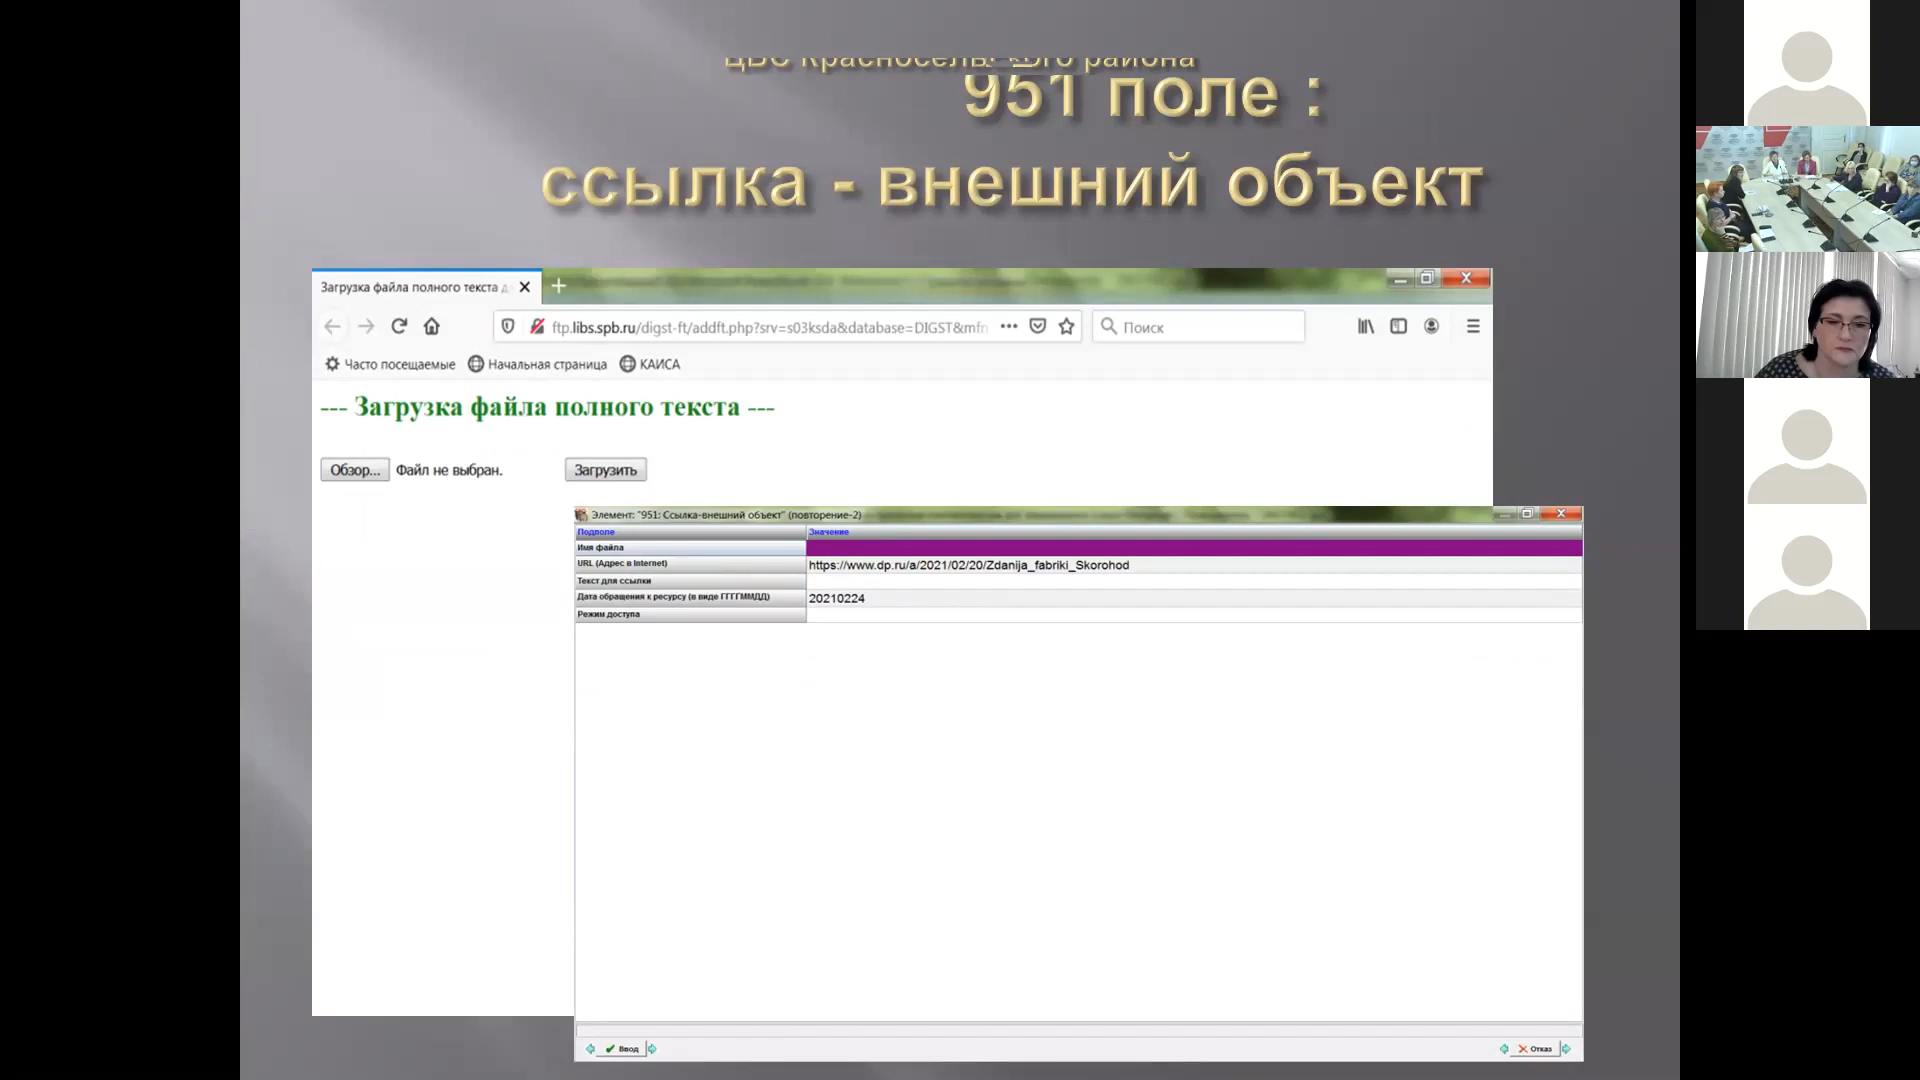 ЦБС Красносельского района
951 поле :
ссылка - внешний объект
Загрузка файла полного текста д
ftp.libs.spb.ru/digst-ft/addft.php?srv=s03ksda&database=DIGST&mfn
Поиск
Часто посещаемые
Начальная страница
КАИСА
--- Загрузка файла полного текста ---
Обзор... Файл не выбран. Загрузить
Элемент: "951: Ссылка-внешний объект" (повторение-2)
Подполе Значение
Имя файла
URL (Адрес в Internet) https://www.dp.ru/a/2021/02/20/Zdanija_fabriki_Skorohod
Текст для ссылки
Дата обращения к ресурсу (в виде ГГГГММДД) 20210224
Режим доступа
Ввод
Отказ